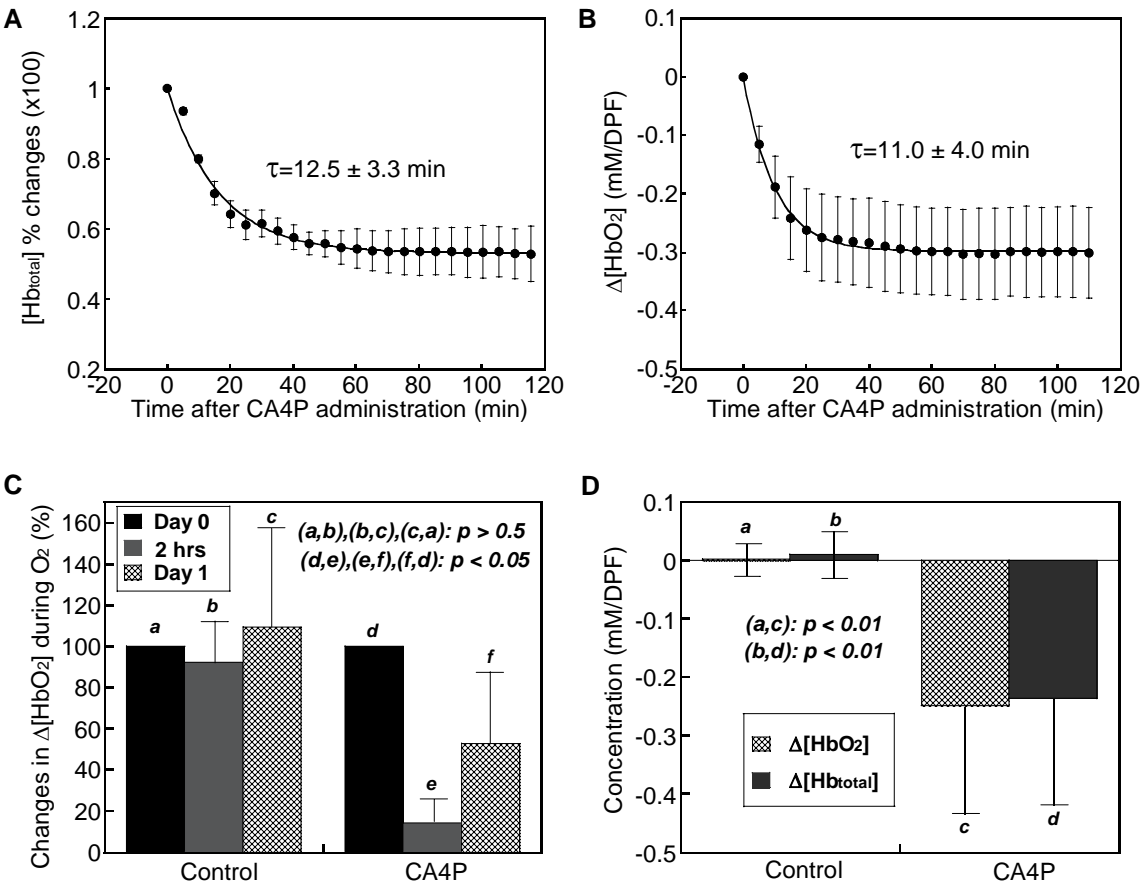 A
[Hbtotal] % changes (x100)
1.2
1
0.8
0.6
0.4
0.2
τ=12.5 ± 3.3 min
-20 0 20 40 60 80 100 120
Time after CA4P administration (min)
B
Δ[HbO2] (mM/DPF)
0.1
0
-0.1
-0.2
-0.3
-0.4
-0.5
τ=11.0 ± 4.0 min
-20 0 20 40 60 80 100 120
Time after CA4P administration (min)
C
Changes in Δ[HbO2] during O2 (%)
160
140
120
100
80
60
40
20
0
Day 0
2 hrs
Day 1
(a,b),(b,c),(c,a): p > 0.5
(d,e),(e,f),(f,d): p < 0.05
a b c d e f
Control CA4P
D
Concentration (mM/DPF)
0.1
0
-0.1
-0.2
-0.3
-0.4
-0.5
a b
(a,c): p < 0.01
(b,d): p < 0.01
Δ[HbO2]
Δ[Hbtotal]
c d
Control CA4P